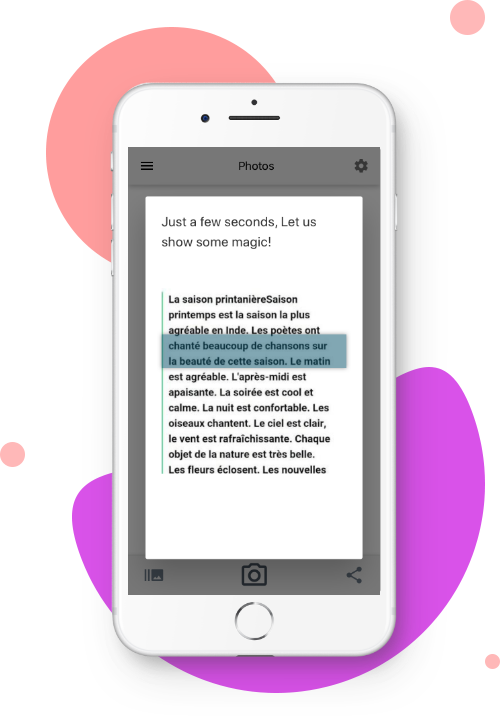 Photos
Just a few seconds, Let us
show some magic!
La saison printanièreSaison
printemps est la saison la plus
agréable en Inde. Les poètes ont
chanté beaucoup de chansons sur
la beauté de cette saison. Le matin
est agréable. L'après-midi est
apaisante. La soirée est cool et
calme. La nuit est confortable. Les
oiseaux chantent. Le ciel est clair,
le vent est rafraîchissante. Chaque
objet de la nature est très belle.
Les fleurs éclosent. Les nouvelles